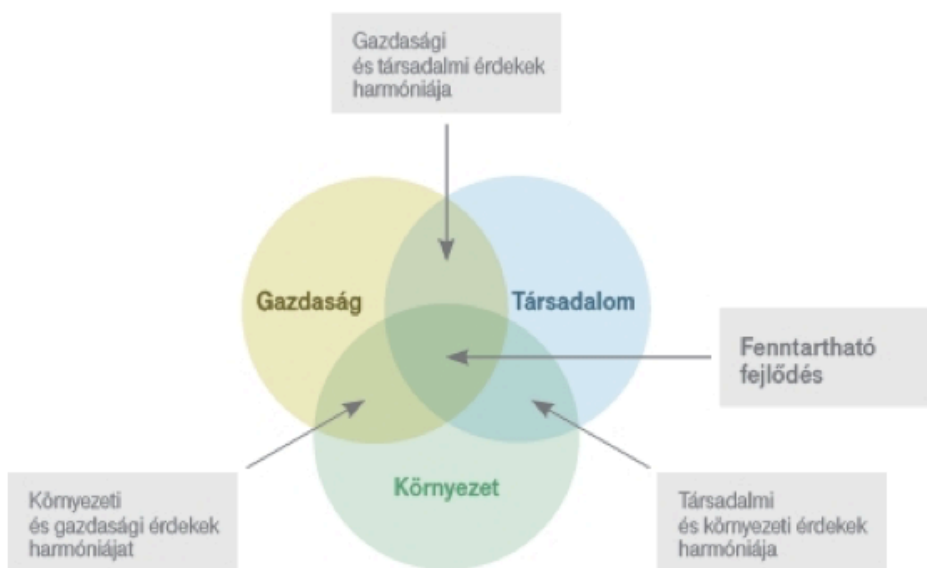 Gazdasági
és társadalmi érdekek
harmóniája
Gazdaság
Társadalom
Fenntartható
fejlődés
Környezet
Környezeti
és gazdasági érdekek
harmóniájat
Társadalmi
és környezeti érdekek
harmóniája